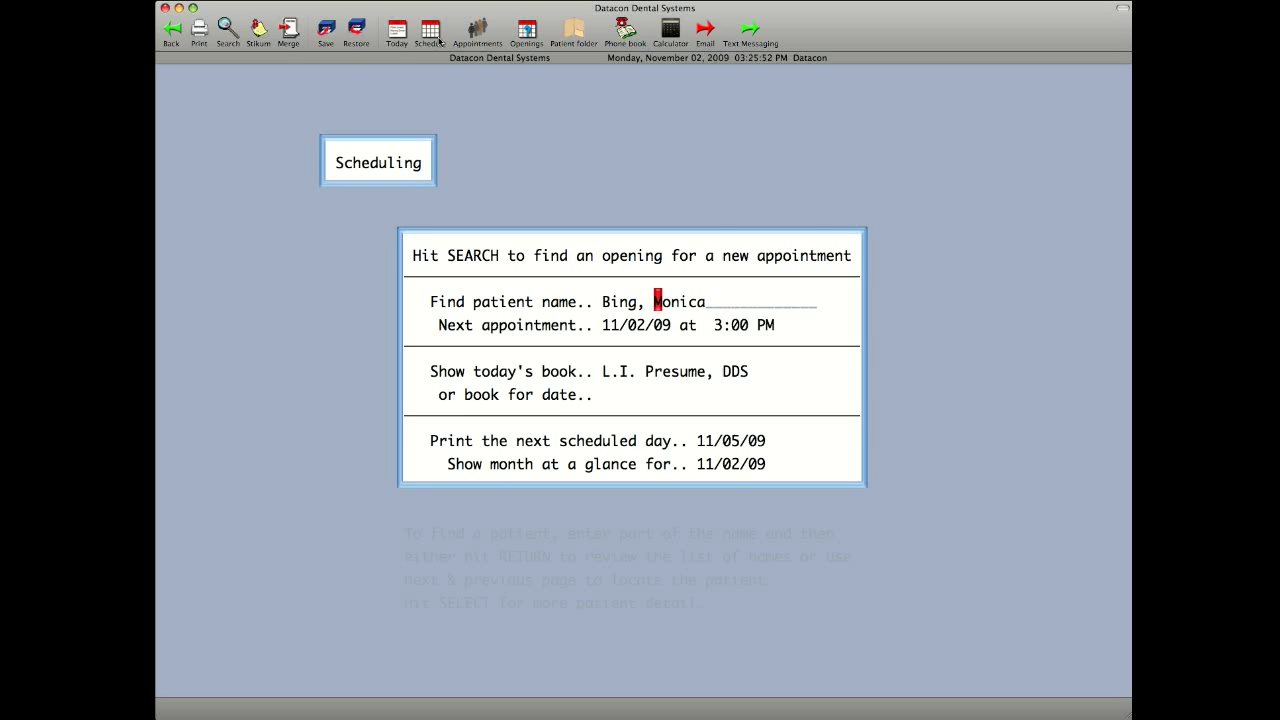 Datacon Dental Systems
Back Print Search Stikum Merge Save Restore Today Schedule Appointments Openings Patient folder Phone book Calculator Email Text Messaging
Datacon Dental Systems Monday, November 02, 2009 03:25:52 PM Datacon
Scheduling
Hit SEARCH to find an opening for a new appointment
Find patient name.. Bing, Monica
Next appointment.. 11/02/09 at 3:00 PM
Show today's book.. L.I. Presume, DDS
or book for date..
Print the next scheduled day.. 11/05/09
Show month at a glance for.. 11/02/09
To find a patient, enter part of the name and then
either hit RETURN to review the list of names or use
next & previous page to locate the patient.
Hit SELECT for more patient detail.